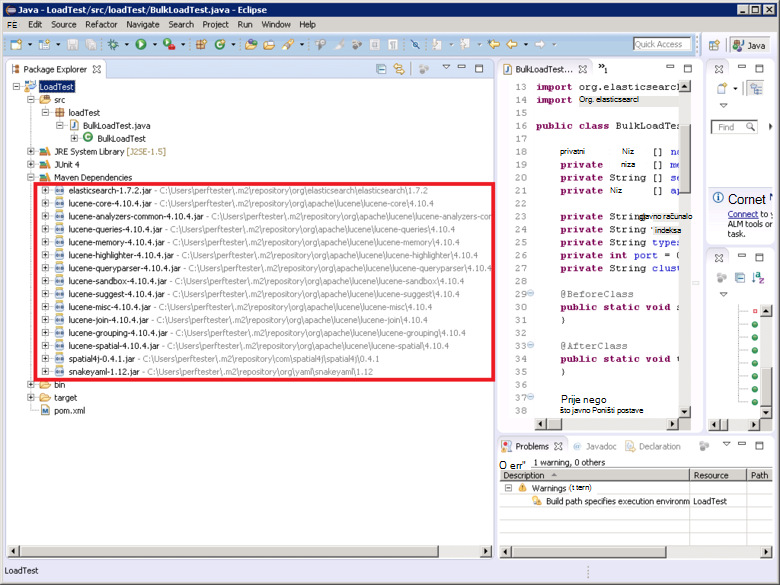 Java - LoadTest/src/loadTest/BulkLoadTest.java - Eclipse
FE Edit Source Refactor Navigate Search Project Run Window Help
Quick Access
Java
Package Explorer
LoadTest
src
loadTest
BulkLoadTest.java
BulkLoadTest
JRE System Library [J2SE-1.5]
JUnit 4
Maven Dependencies
elasticsearch-1.7.2.jar - C:\Users\perftester\.m2\repository\org\elasticsearch\elasticsearch\1.7.2
lucene-core-4.10.4.jar - C:\Users\perftester\.m2\repository\org\apache\lucene\lucene-core\4.10.4
lucene-analyzers-common-4.10.4.jar - C:\Users\perftester\.m2\repository\org\apache\lucene\lucene-analyzers-cor
lucene-queries-4.10.4.jar - C:\Users\perftester\.m2\repository\org\apache\lucene\lucene-queries\4.10.4
lucene-memory-4.10.4.jar - C:\Users\perftester\.m2\repository\org\apache\lucene\lucene-memory\4.10.4
lucene-highlighter-4.10.4.jar - C:\Users\perftester\.m2\repository\org\apache\lucene\lucene-highlighter\4.10.4
lucene-queryparser-4.10.4.jar - C:\Users\perftester\.m2\repository\org\apache\lucene\lucene-queryparser\4.10.4
lucene-sandbox-4.10.4.jar - C:\Users\perftester\.m2\repository\org\apache\lucene\lucene-sandbox\4.10.4
lucene-suggest-4.10.4.jar - C:\Users\perftester\.m2\repository\org\apache\lucene\lucene-suggest\4.10.4
lucene-misc-4.10.4.jar - C:\Users\perftester\.m2\repository\org\apache\lucene\lucene-misc\4.10.4
lucene-join-4.10.4.jar - C:\Users\perftester\.m2\repository\org\apache\lucene\lucene-join\4.10.4
lucene-grouping-4.10.4.jar - C:\Users\perftester\.m2\repository\org\apache\lucene\lucene-grouping\4.10.4
lucene-spatial-4.10.4.jar - C:\Users\perftester\.m2\repository\org\apache\lucene\lucene-spatial\4.10.4
spatial4j-0.4.1.jar - C:\Users\perftester\.m2\repository\com\spatial4j\spatial4j\0.4.1
snakeyaml-1.12.jar - C:\Users\perftester\.m2\repository\org\yaml\snakeyaml\1.12
bin
target
pom.xml
BulkLoadTest... »1
13 import org.elasticsearc
14 import Org. elasticsearcl
15
16 public class BulkLoadTe
17
18 privatni Niz [] no
19 private niza [] me
20 private String [] se
21 private Niz [] a
22
23 private String gjavno računalo
24 private String indeksa
25 private String types
26 private int port = (
27 private String clust
28
29 @BeforeClass
30 public static void s
31 }
32
33 @AfterClass
34 public static void t
35 }
36
37 Prije nego
38 što javno Poništi postave
Find
Cornet
Connect to y
ALM tools or
task.
Problems Javadoc Declaration
O err" 1 warning, 0 others
Description Resource Path
Warnings (1 tern)
Build path specifies execution environm LoadTest
LoadTest